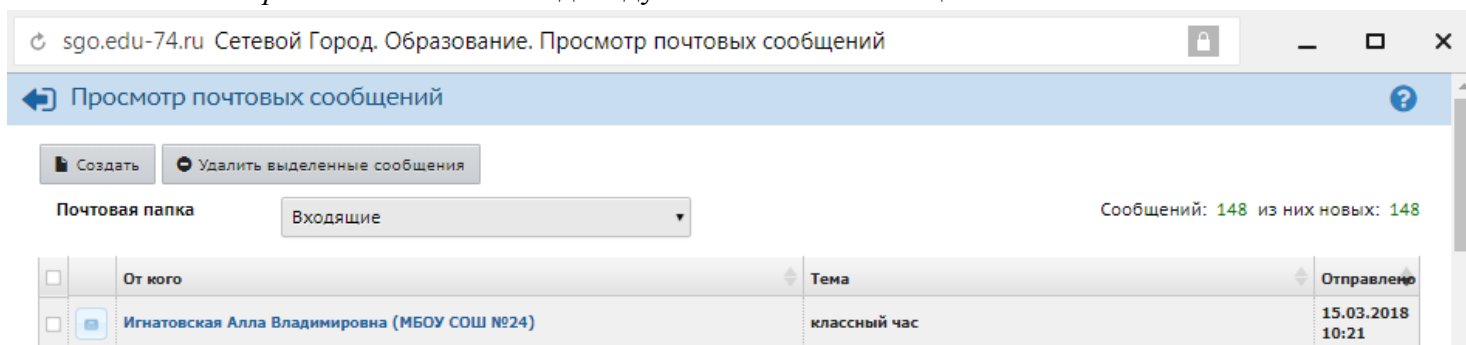 sgo.edu-74.ru Сетевой Город. Образование. Просмотр почтовых сообщений
Просмотр почтовых сообщений
Создать Удалить выделенные сообщения
Почтовая папка Входящие Сообщений: 148 из них новых: 148
От кого Тема Отправлено
Игнатовская Алла Владимировна (МБОУ СОШ №24) классный час 15.03.2018
10:21